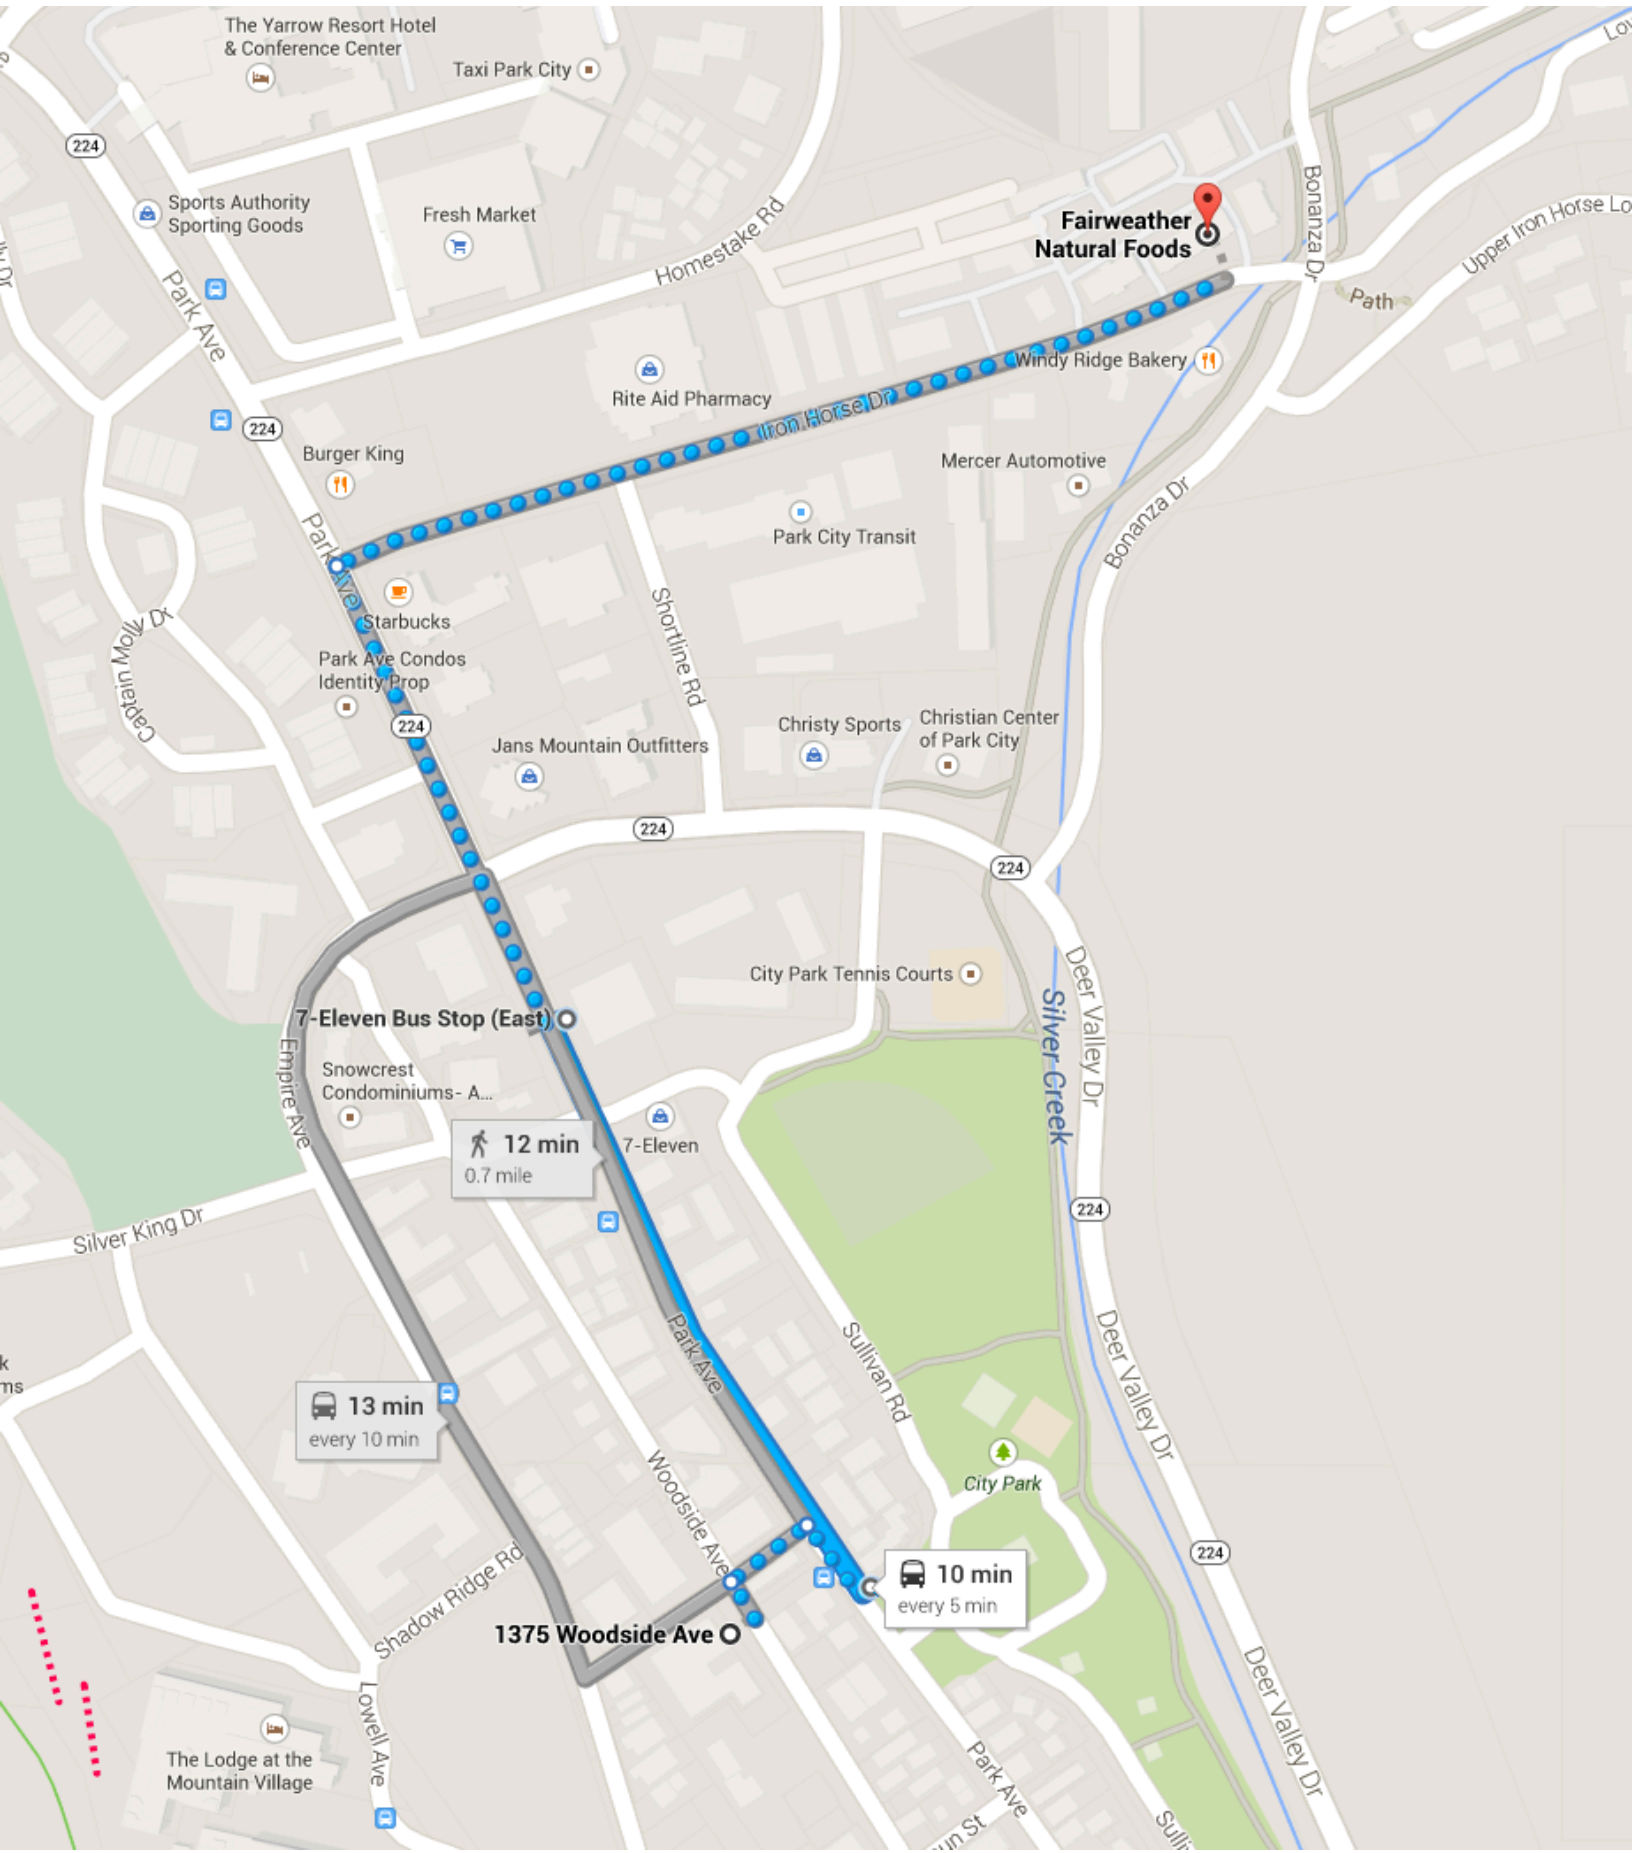 The Yarrow Resort Hotel
& Conference Center
Taxi Park City
224
Sports Authority
Sporting Goods
Fresh Market
Homestake Rd
Bonanza Dr
Fairweather
Natural Foods
Upper Iron Horse Lo
Path
Park Ave
Windy Ridge Bakery
Rite Aid Pharmacy
Iron Horse Dr
224
Burger King
Mercer Automotive
Bonanza Dr
Park City Transit
Park Ave
Starbucks
Shortline Rd
Captain Molly Dr
Park Ave Condos
Identity Prop
224
Christy Sports
Christian Center
of Park City
Jans Mountain Outfitters
224
224
City Park Tennis Courts
Deer Valley Dr
Silver Creek
7-Eleven Bus Stop (East)
Empire Ave
Snowcrest
Condominiums- A...
12 min
0.7 mile
7-Eleven
224
Silver King Dr
Park Ave
Sullivan Rd
Deer Valley Dr
13 min
every 10 min
Woodside Ave
City Park
224
Shadow Ridge Rd
10 min
every 5 min
1375 Woodside Ave
Lowell Ave
Deer Valley Dr
The Lodge at the
Mountain Village
Park Ave
Sulli
un St